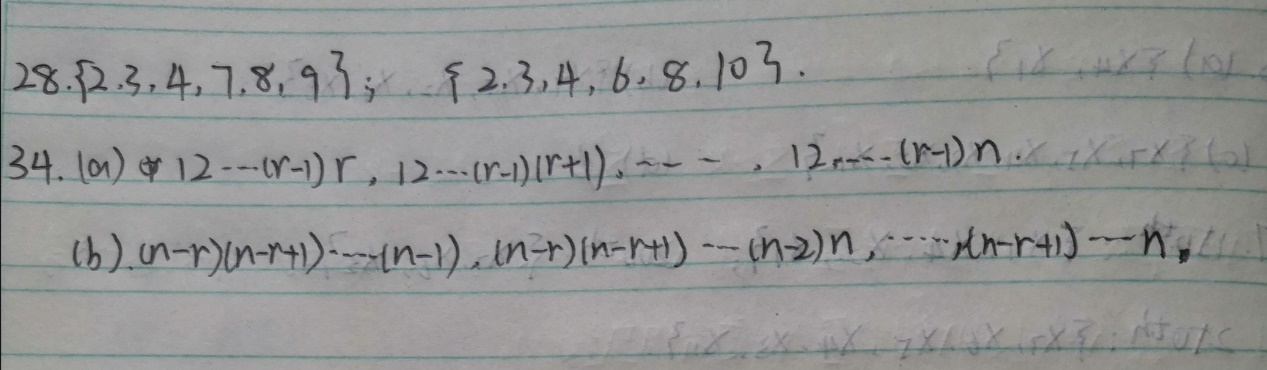 28.{2.3,4,7.8,9}; {2.3,4,6.8.10}.
34.(a) 12---(r-1)r, 12---(r-1)(r+1), ---- , 12----(r-1)n.
(b).(n-r)(n-r+1)----(n-1), (n-r)(n-r+1)---(n-2)n, ----,(n-r+1)---n.